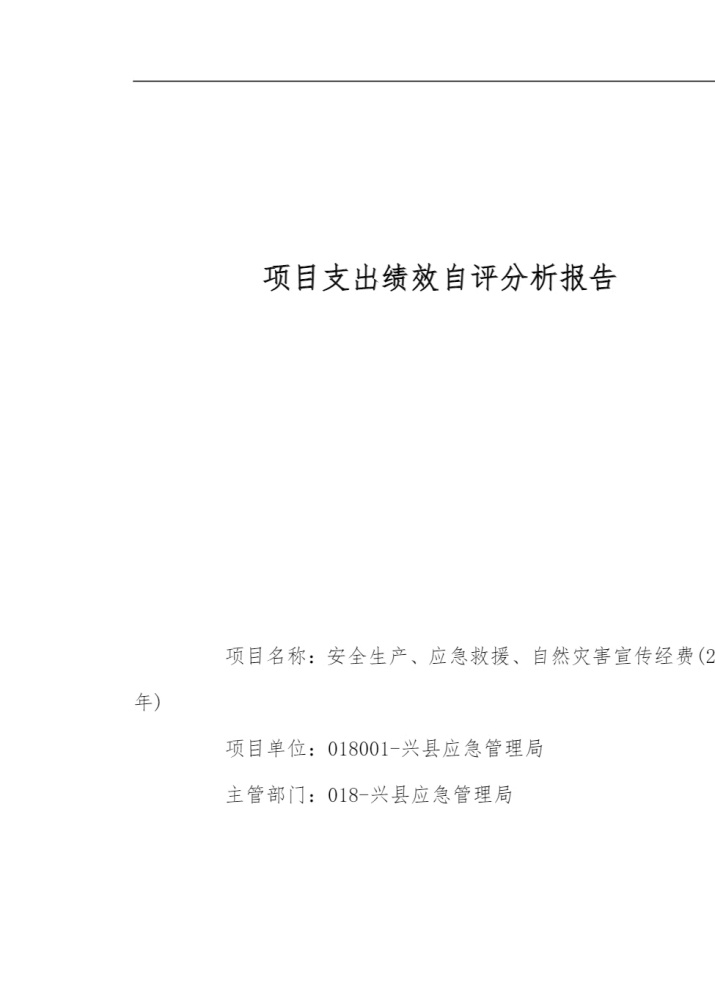 项目支出绩效自评分析报告
项目名称：安全生产、应急救援、自然灾害宣传经费(2
年)
项目单位：018001-兴县应急管理局
主管部门：018-兴县应急管理局